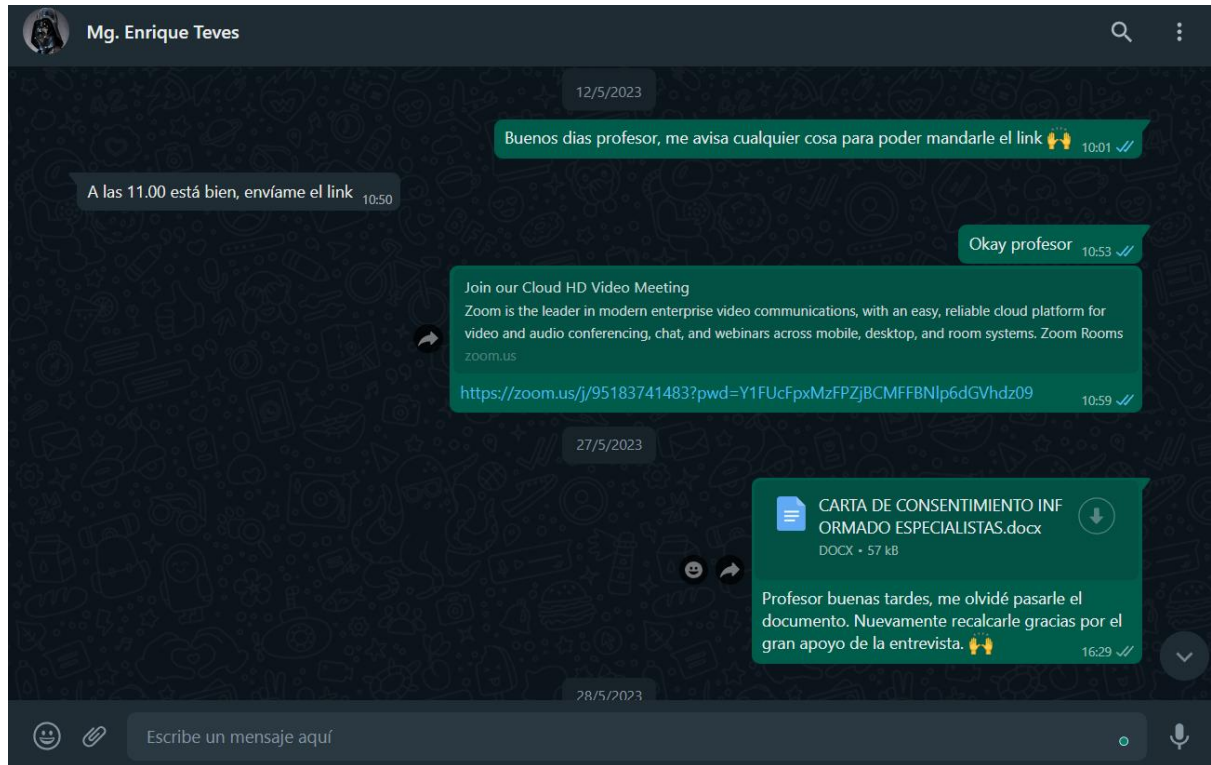 Mg. Enrique Teves
12/5/2023
Buenos dias profesor, me avisa cualquier cosa para poder mandarle el link 🙌 10:01
A las 11.00 está bien, envíame el link 10:50
Okay profesor 10:53
Join our Cloud HD Video Meeting
Zoom is the leader in modern enterprise video communications, with an easy, reliable cloud platform for
video and audio conferencing, chat, and webinars across mobile, desktop, and room systems. Zoom Rooms
zoom.us
https://zoom.us/j/95183741483?pwd=Y1FUcFpxMzFPZjBCMFFBNlp6dGVhdz09 10:59
27/5/2023
CARTA DE CONSENTIMIENTO INF
ORMADO ESPECIALISTAS.docx
DOCX • 57 kB
Profesor buenas tardes, me olvidé pasarle el
documento. Nuevamente recalcarle gracias por el
gran apoyo de la entrevista. 🙌 16:29
28/5/2023
Escribe un mensaje aquí